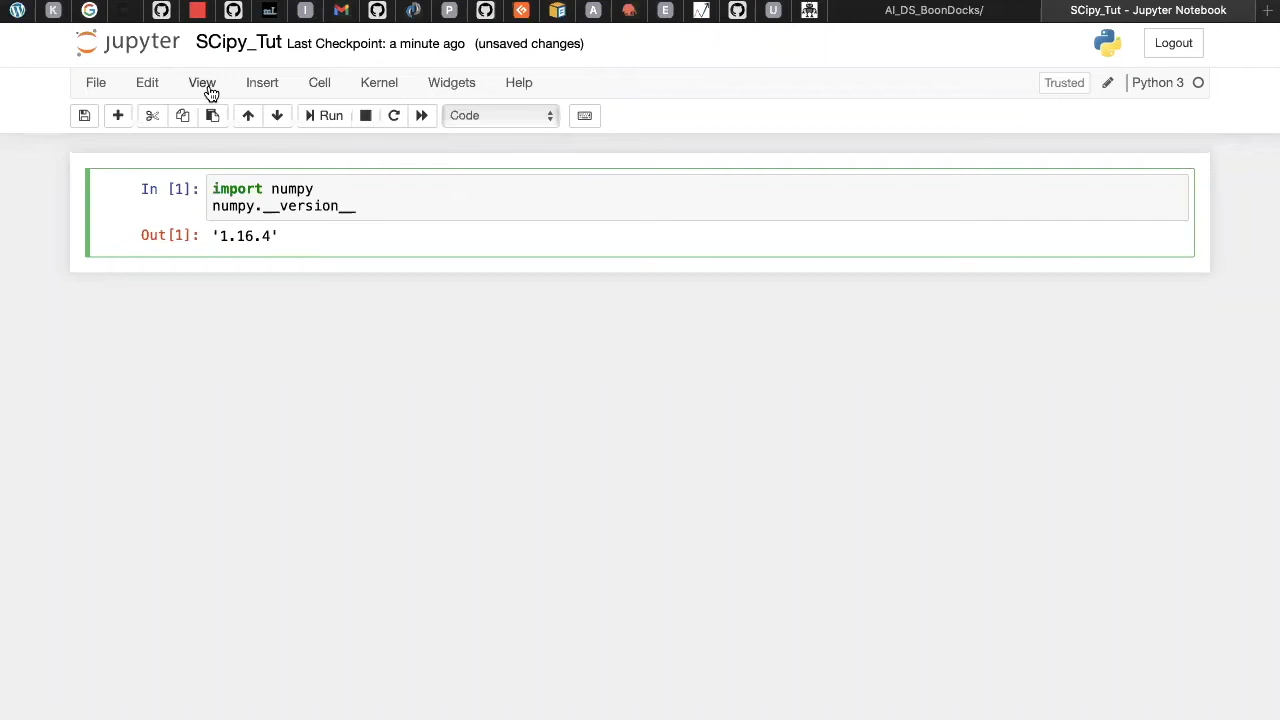 K G mL I P A E U AI_DS_BoonDocks/ SCipy_Tut - Jupyter Notebook
jupyter SCipy_Tut Last Checkpoint: a minute ago (unsaved changes) Logout
File Edit View Insert Cell Kernel Widgets Help Trusted Python 3
Run Code
In [1]: import numpy
numpy.__version__
Out[1]: '1.16.4'